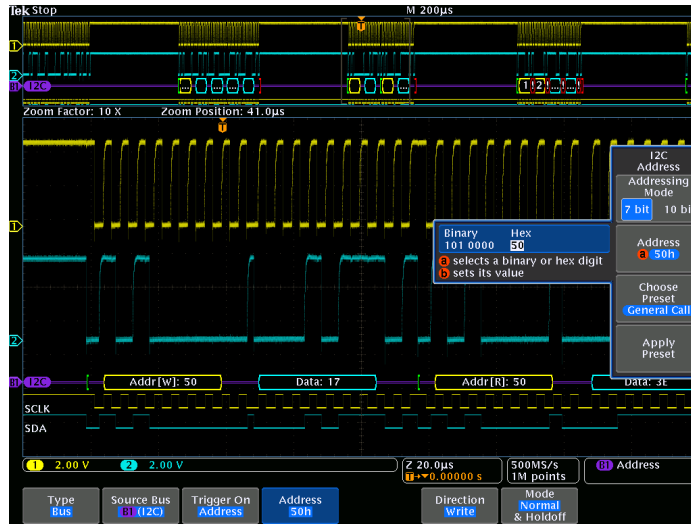 Tek Stop M 200µs
1
T
2
B1 I2C ... ... ... ... ... ... ... ... ... 1 2 ! ... ...
Zoom Factor: 10 X Zoom Position: 41.0µs
T
I2C
Address
Addressing
Mode
7 bit 10 bi
1
Binary Hex
101 0000 50
a selects a binary or hex digit
b sets its value
Address
a 50h
Choose
Preset
General Call
2
Apply
Preset
B1 I2C [ Addr[W]: 50 Data: 17 [ Addr[R]: 50 Data: 3E
SCLK
SDA
1 2.00 V 2 2.00 V
Z 20.0µs
T→▼0.00000 s
500MS/s
1M points
B1 Address
Type
Bus
Source Bus
B1 (I2C)
Trigger On
Address
Address
50h
Direction
Write
Mode
Normal
& Holdoff